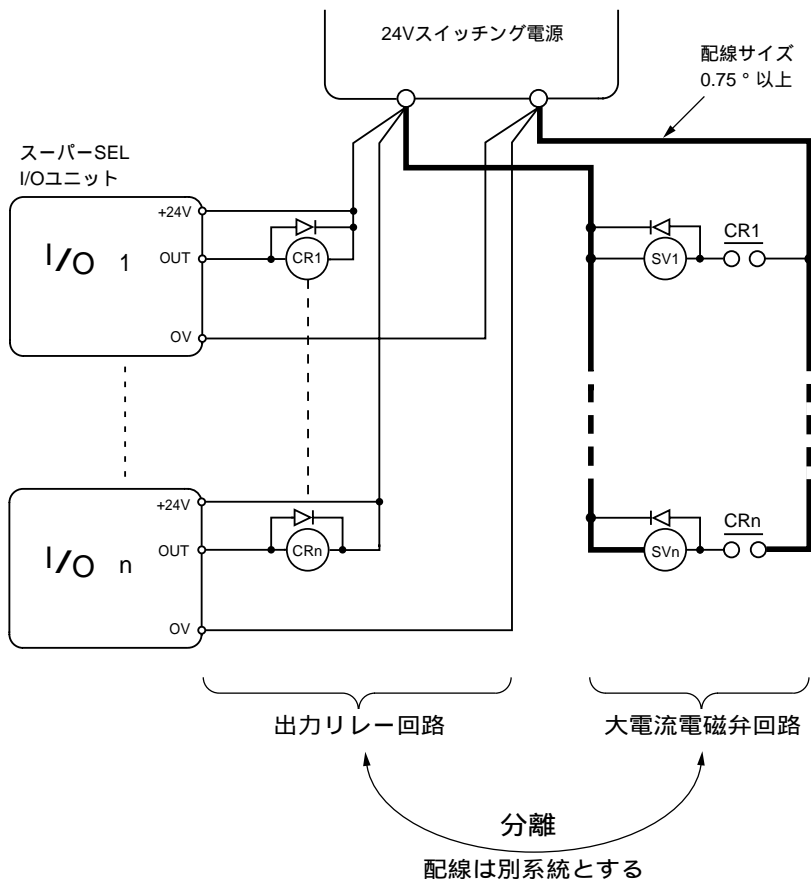 24Vスイッチング電源
配線サイズ
0.75°以上
スーパーSEL
I/Oユニット
+24V
I/O 1
OUT
CR1
OV
SV1
CR1
+24V
I/O n
OUT
CRn
OV
SVn
CRn
出力リレー回路
大電流電磁弁回路
分離
配線は別系統とする